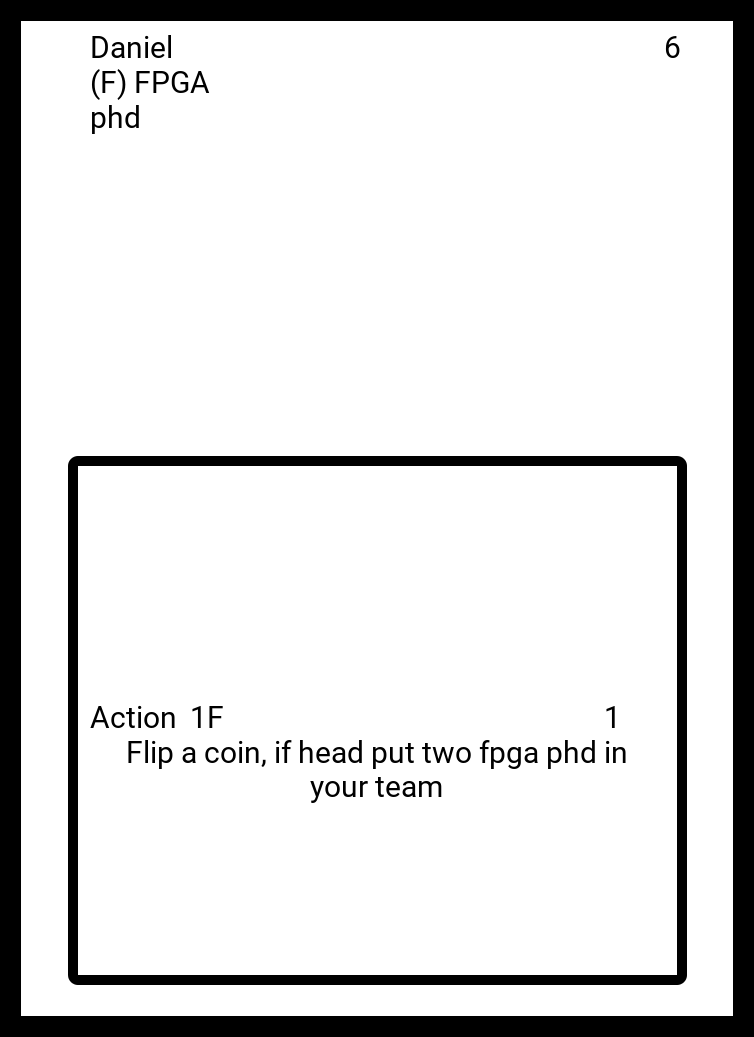 Daniel 6
(F) FPGA
phd
Action 1F 1
Flip a coin, if head put two fpga phd in
your team